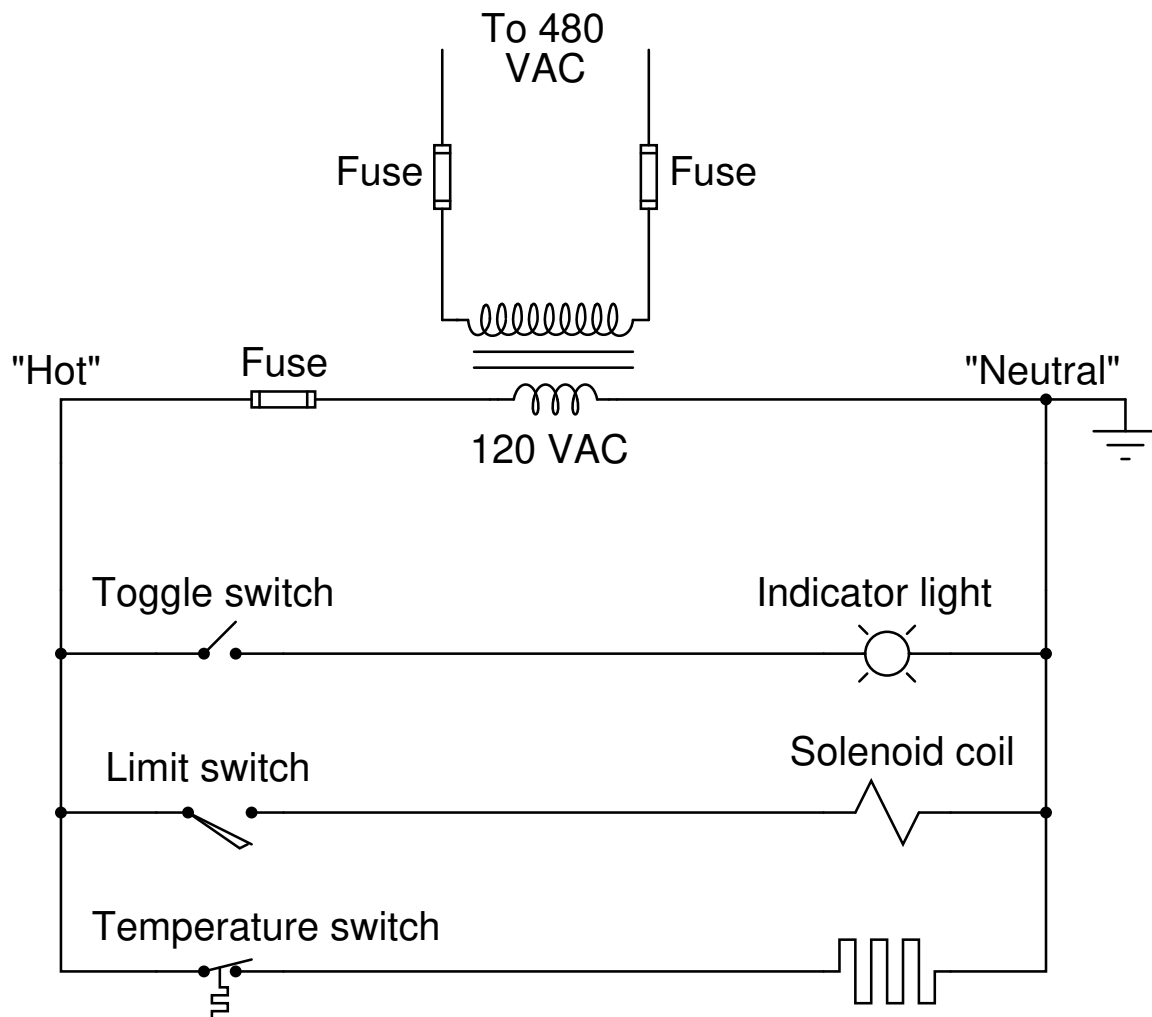 To 480
VAC
Fuse
Fuse
"Hot"
Fuse
"Neutral"
120 VAC
Toggle switch
Indicator light
Limit switch
Solenoid coil
Temperature switch